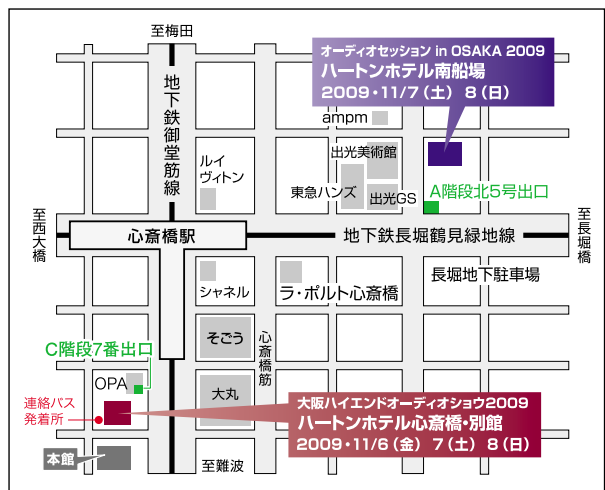 至梅田
オーディオセッション in OSAKA 2009
ハートンホテル南船場
2009・11/7（土） 8（日）
地下鉄御堂筋線
ampm
ルイ
ヴィトン
出光美術館
東急ハンズ
出光GS
A階段北5号出口
至西大橋
心斎橋駅
地下鉄長堀鶴見緑地線
至長堀橋
シャネル
ラ・ポルト心斎橋
長堀地下駐車場
そごう
心斎橋筋
C階段7番出口
OPA
大丸
連絡バス
発着所
大阪ハイエンドオーディオショウ2009
ハートンホテル心斎橋・別館
2009・11/6（金） 7（土） 8（日）
本館
至難波